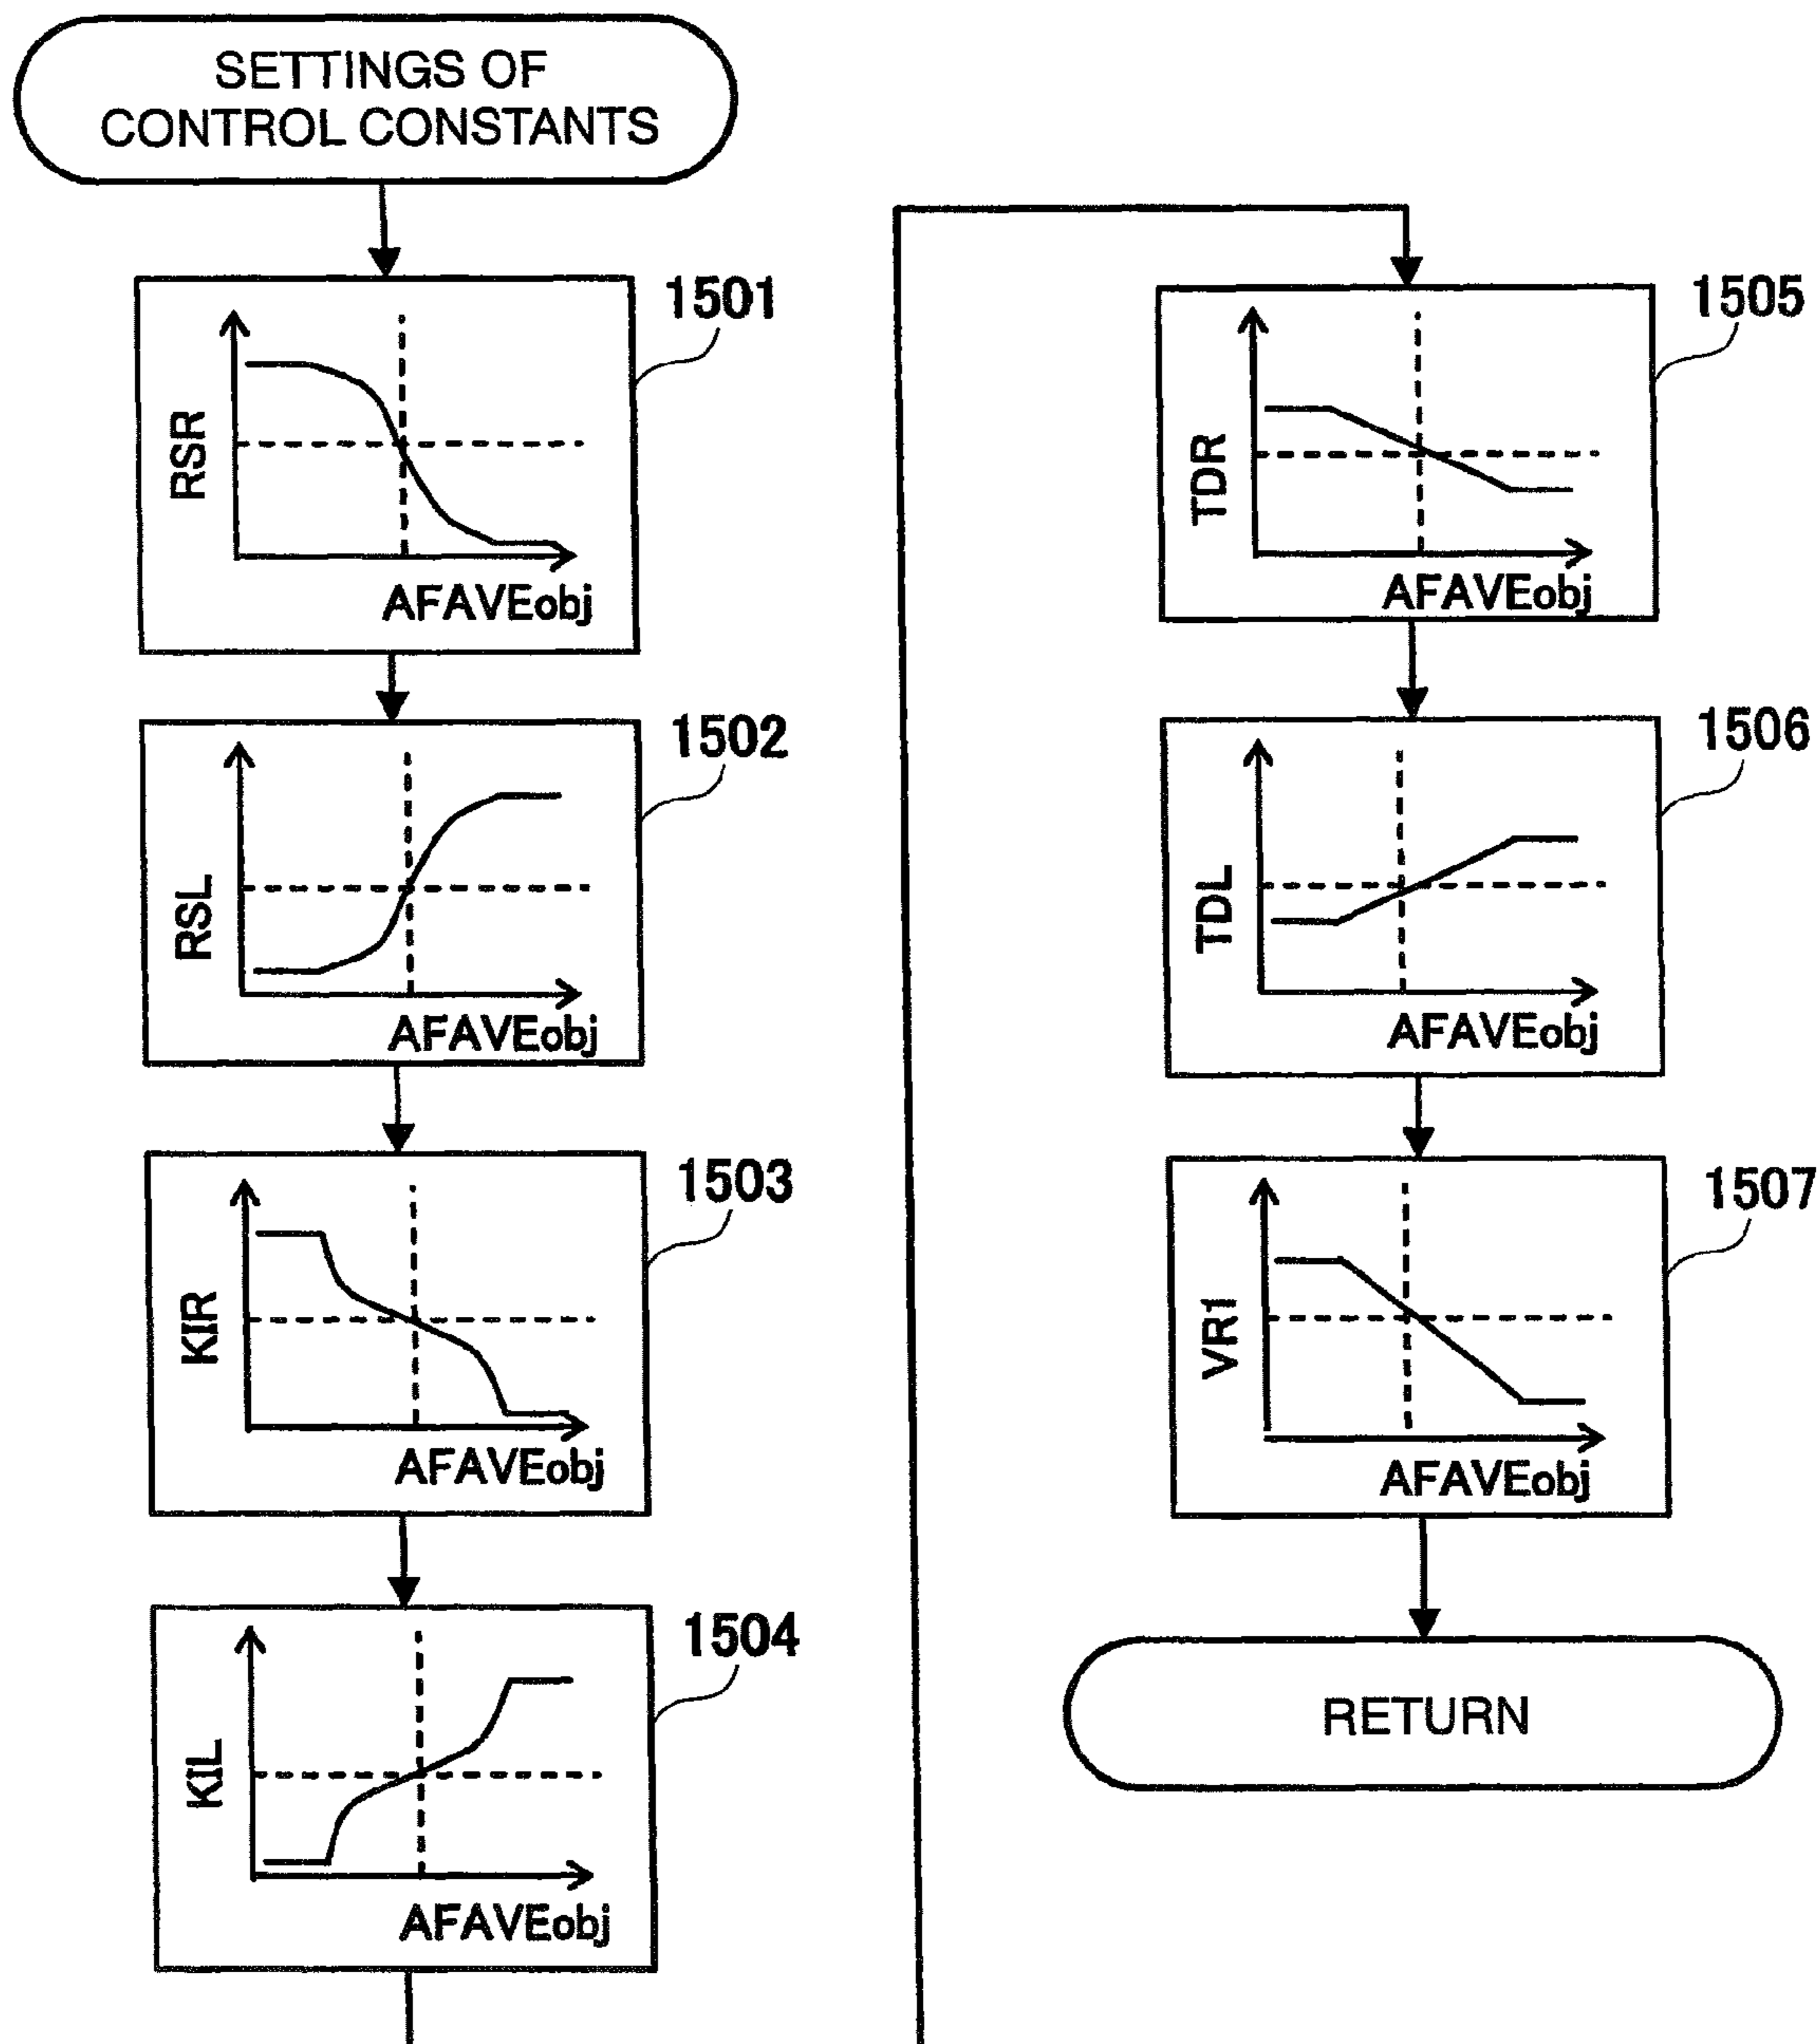 SETTINGS OF
CONTROL CONSTANTS
1501
RSR
AFAVEobj
1502
RSL
AFAVEobj
1503
KIR
AFAVEobj
1504
KIL
AFAVEobj
1505
TDR
AFAVEobj
1506
TDL
AFAVEobj
1507
VR1
AFAVEobj
RETURN